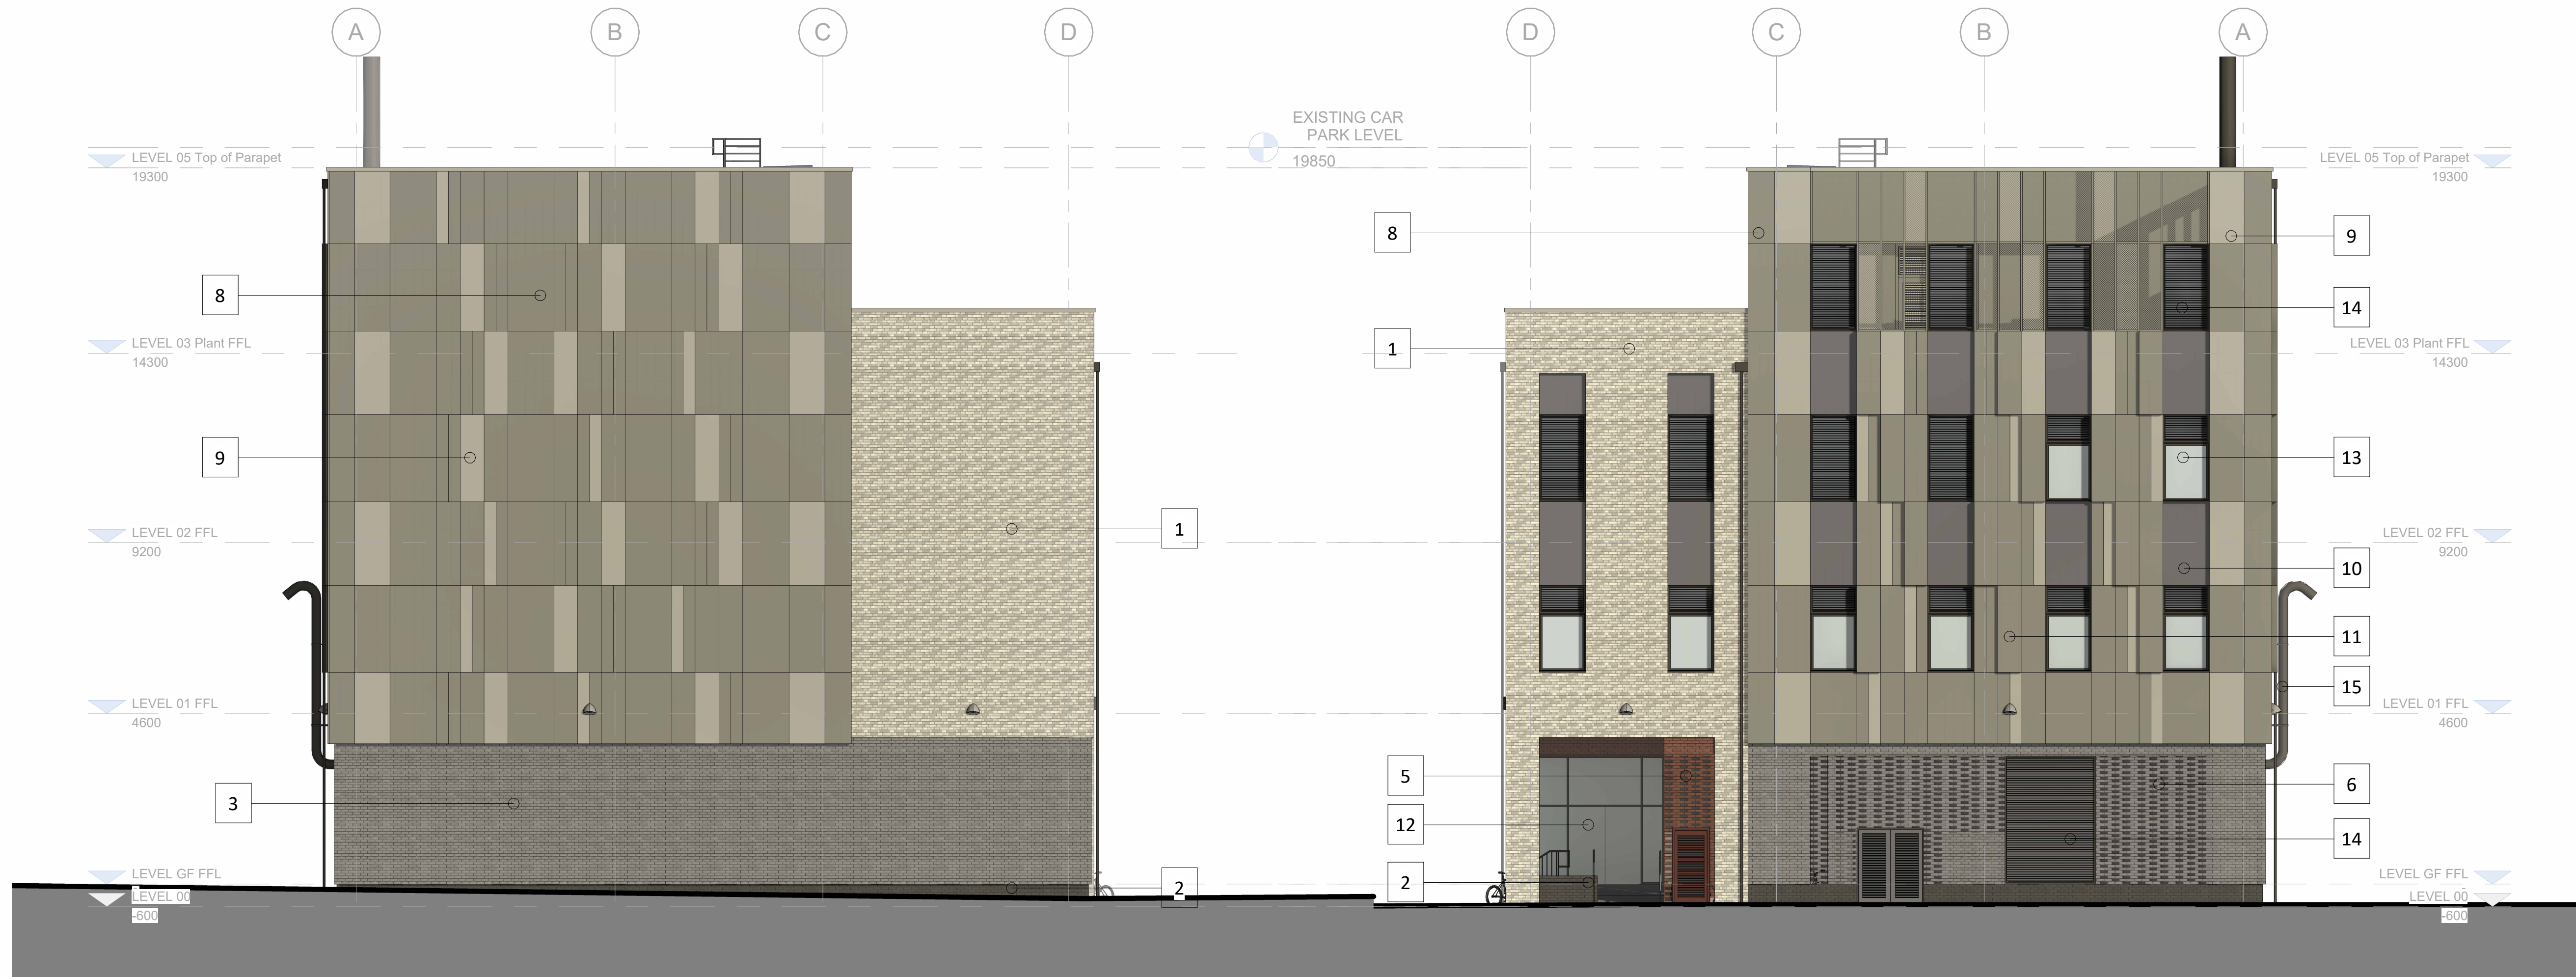 A B C D D C B A
EXISTING CAR
PARK LEVEL
19850
LEVEL 05 Top of Parapet
19300
LEVEL 05 Top of Parapet
19300
8
9
8
14
1
LEVEL 03 Plant FFL
14300
LEVEL 03 Plant FFL
14300
9
13
1
LEVEL 02 FFL
9200
LEVEL 02 FFL
9200
10
11
15
LEVEL 01 FFL
4600
LEVEL 01 FFL
4600
3
5
6
12
14
LEVEL GF FFL
LEVEL 00
-600
2
2
LEVEL GF FFL
LEVEL 00
-600